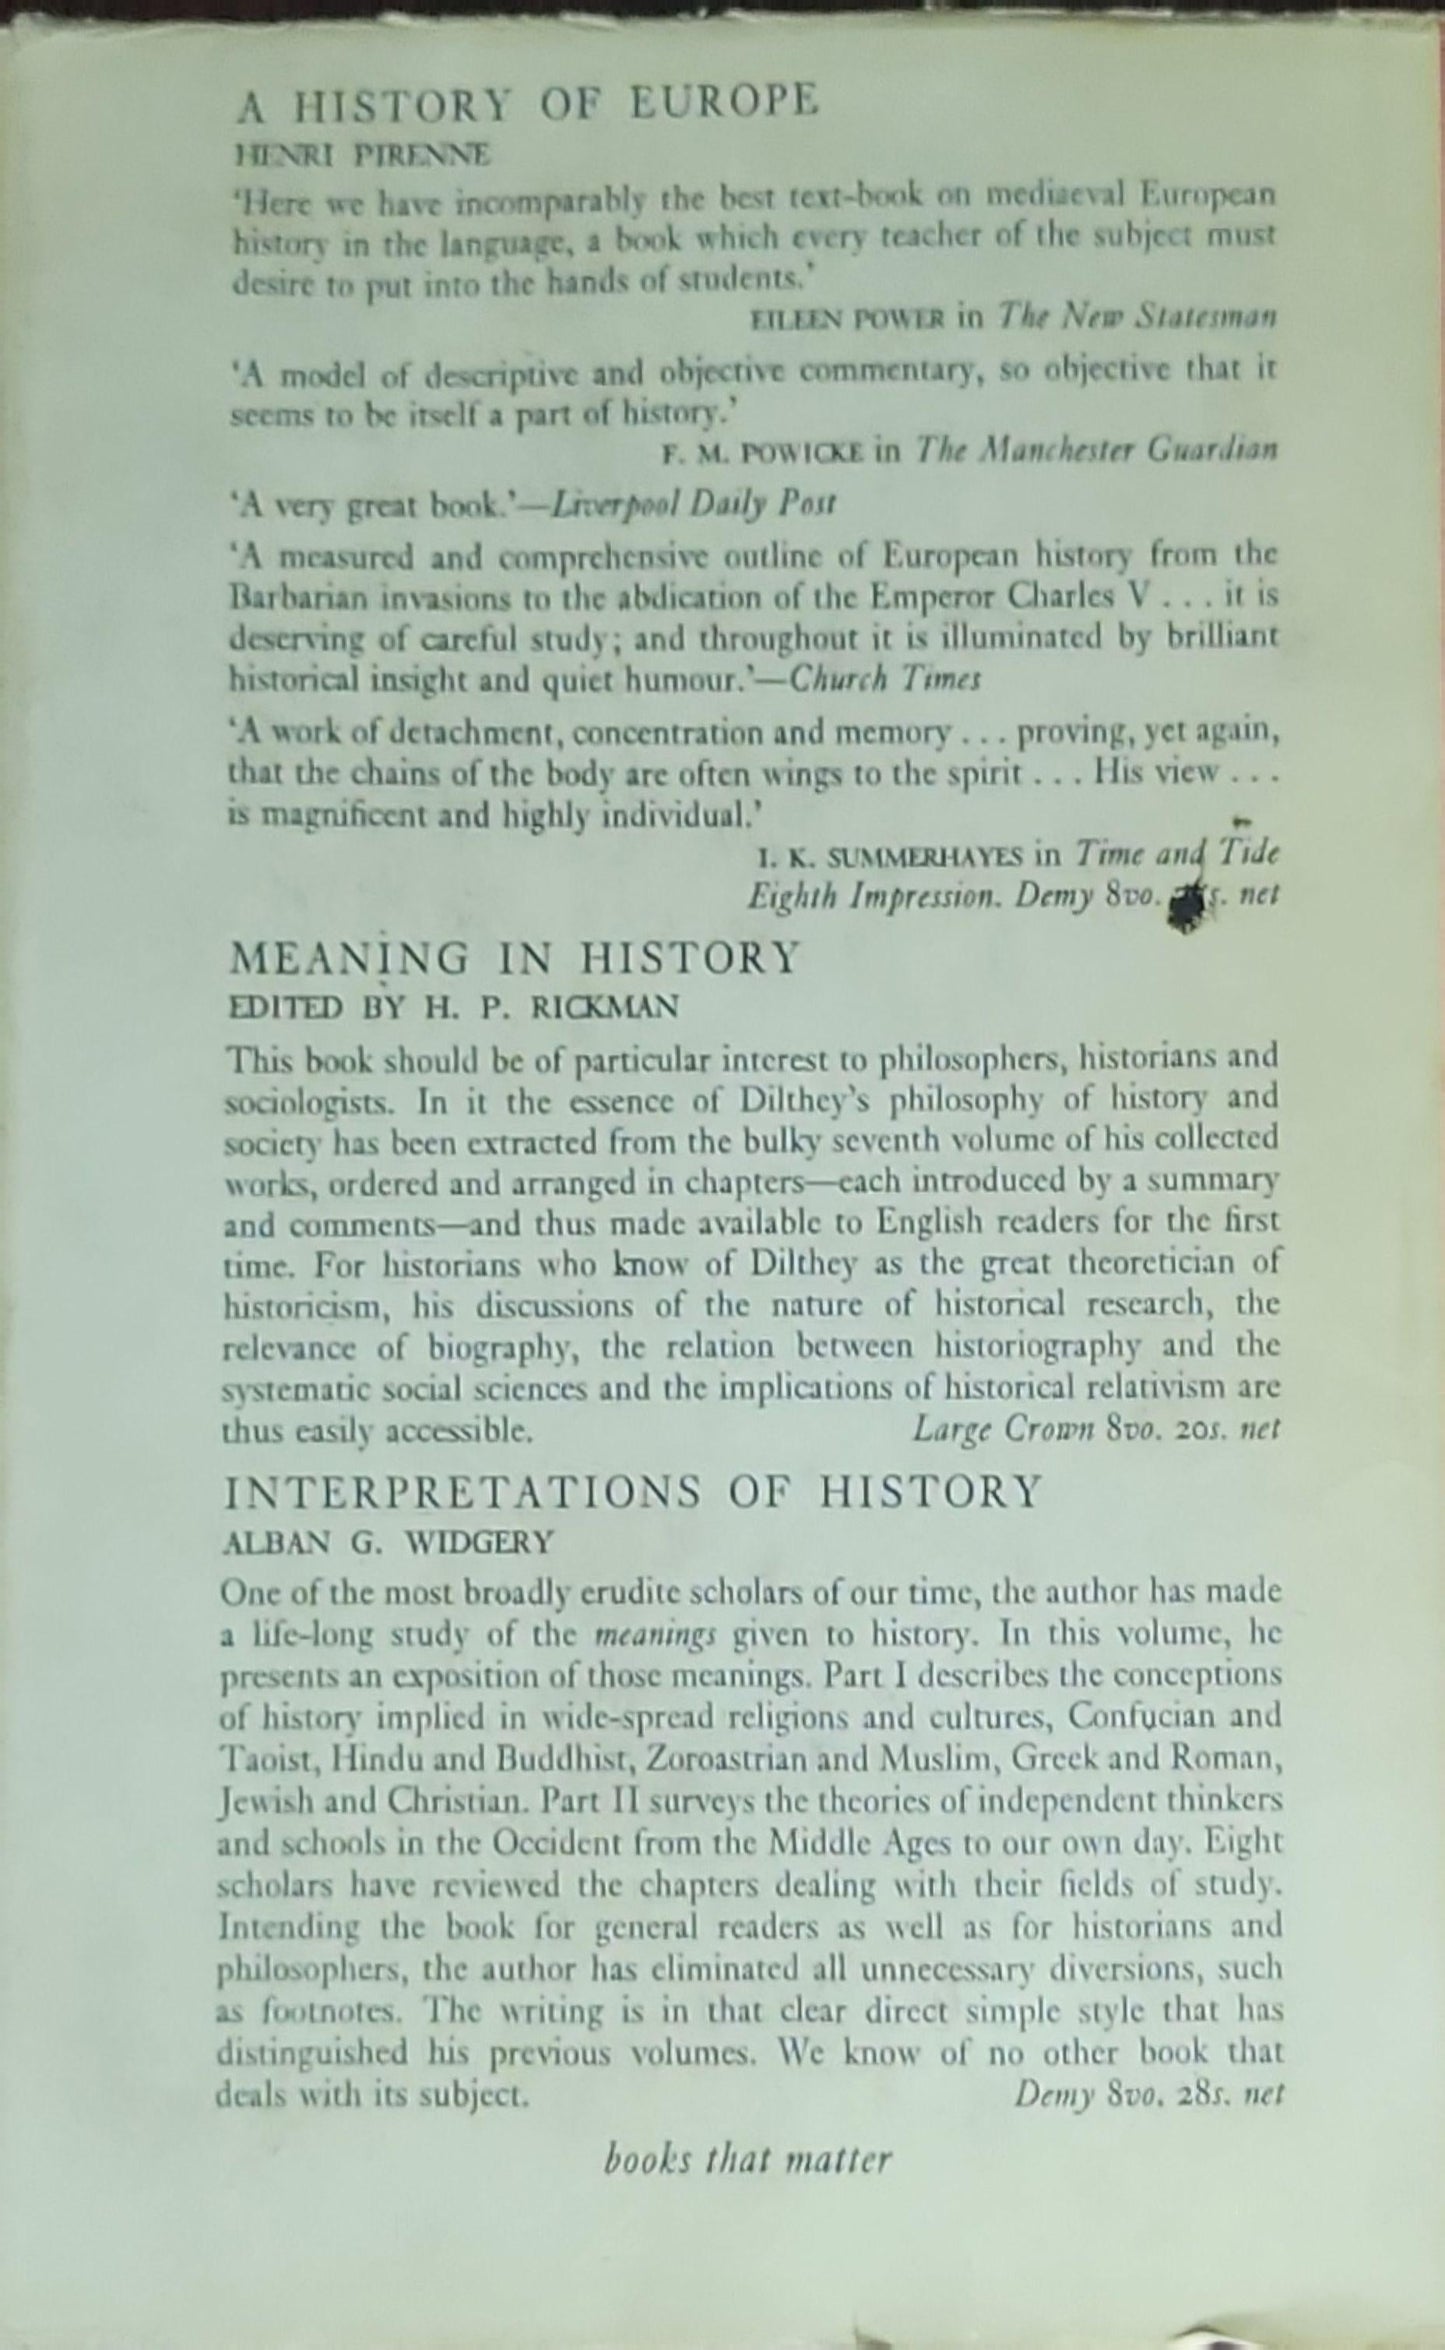 A HISTORY OF EUROPE
HENRI PIRENNE
‘Here we have incomparably the best text-book on mediaeval European
history in the language, a book which every teacher of the subject must
desire to put into the hands of students.’
EILEEN POWER in The New Statesman
‘A model of descriptive and objective commentary, so objective that it
seems to be itself a part of history.’
F. M. POWICKE in The Manchester Guardian
‘A very great book.’—Liverpool Daily Post
‘A measured and comprehensive outline of European history from the
Barbarian invasions to the abdication of the Emperor Charles V . . . it is
deserving of careful study; and throughout it is illuminated by brilliant
historical insight and quiet humour.’—Church Times
‘A work of detachment, concentration and memory . . . proving, yet again,
that the chains of the body are often wings to the spirit . . . His view . . .
is magnificent and highly individual.’
I. K. SUMMERHAYES in Time and Tide
Eighth Impression. Demy 8vo. net
MEANING IN HISTORY
EDITED BY H. P. RICKMAN
This book should be of particular interest to philosophers, historians and
sociologists. In it the essence of Dilthey’s philosophy of history and
society has been extracted from the bulky seventh volume of his collected
works, ordered and arranged in chapters—each introduced by a summary
and comments—and thus made available to English readers for the first
time. For historians who know of Dilthey as the great theoretician of
historicism, his discussions of the nature of historical research, the
relevance of biography, the relation between historiography and the
systematic social sciences and the implications of historical relativism are
thus easily accessible. Large Crown 8vo. 20s. net
INTERPRETATIONS OF HISTORY
ALBAN G. WIDGERY
One of the most broadly erudite scholars of our time, the author has made
a life-long study of the meanings given to history. In this volume, he
presents an exposition of those meanings. Part I describes the conceptions
of history implied in wide-spread religions and cultures, Confucian and
Taoist, Hindu and Buddhist, Zoroastrian and Muslim, Greek and Roman,
Jewish and Christian. Part II surveys the theories of independent thinkers
and schools in the Occident from the Middle Ages to our own day. Eight
scholars have reviewed the chapters dealing with their fields of study.
Intending the book for general readers as well as for historians and
philosophers, the author has eliminated all unnecessary diversions, such
as footnotes. The writing is in that clear direct simple style that has
distinguished his previous volumes. We know of no other book that
deals with its subject. Demy 8vo. 28s. net
books that matter